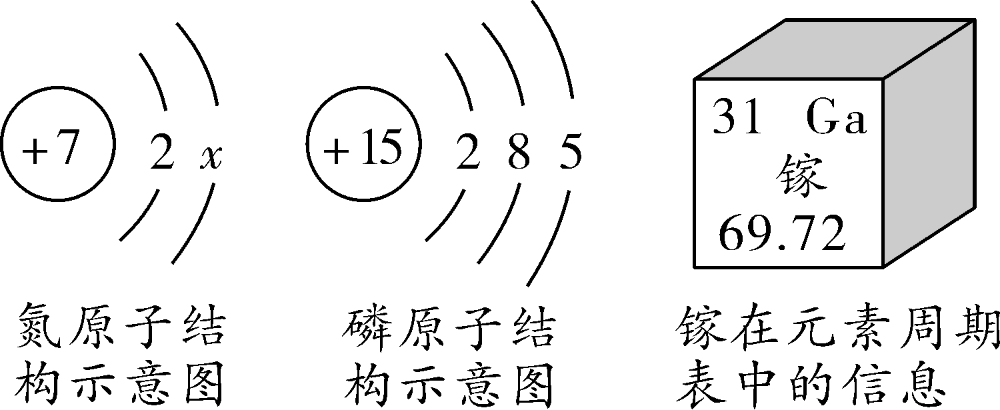 +7 2 x
+15 2 8 5
31 Ga
镓
69.72
氮原子结
构示意图
磷原子结
构示意图
镓在元素周期
表中的信息